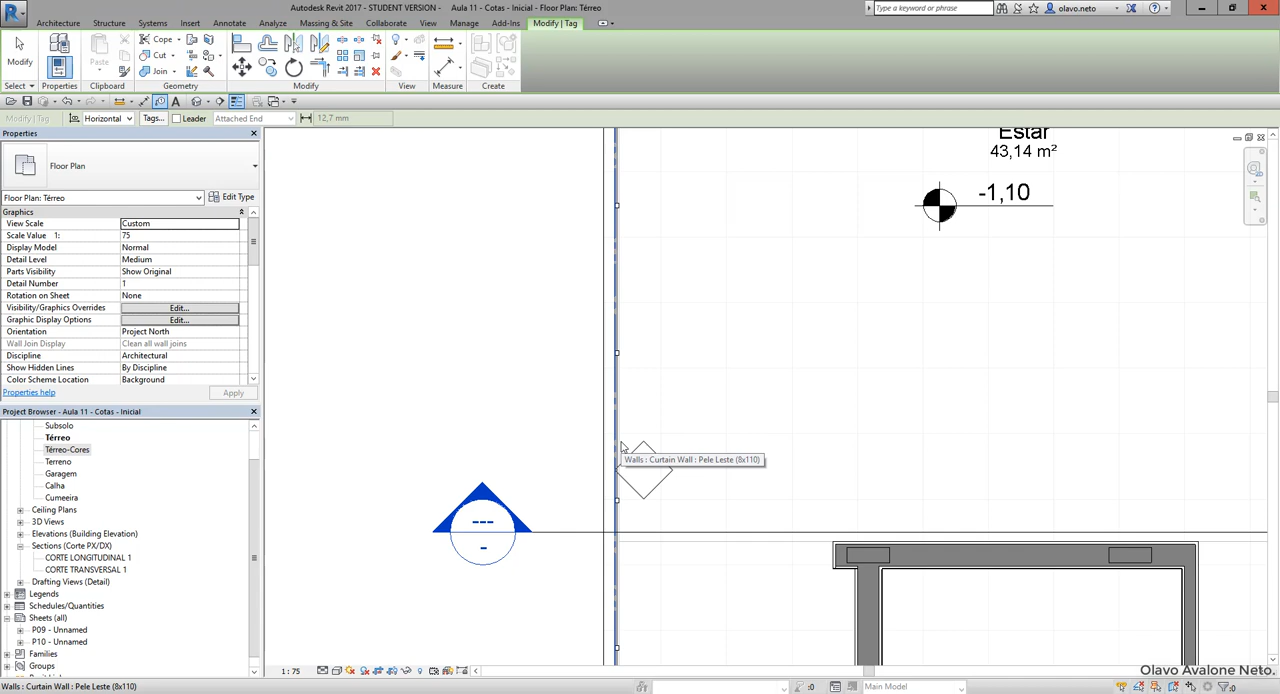 Autodesk Revit 2017 - STUDENT VERSION - Aula 11 - Cotas - Inicial - Floor Plan: Térreo
Type a keyword or phrase
olavo.neto
Architecture Structure Systems Insert Annotate Analyze Massing & Site Collaborate View Manage Add-Ins Modify | Tag
Modify Paste Cope Cut Join
Select Properties Clipboard Geometry Modify View Measure Create
Modify | Tag Horizontal Tags... Leader Attached End 12,7 mm
Properties
Floor Plan
Floor Plan: Térreo Edit Type
Graphics
View Scale Custom
Scale Value 1: 75
Display Model Normal
Detail Level Medium
Parts Visibility Show Original
Detail Number 1
Rotation on Sheet None
Visibility/Graphics Overrides Edit...
Graphic Display Options Edit...
Orientation Project North
Wall Join Display Clean all wall joins
Discipline Architectural
Show Hidden Lines By Discipline
Color Scheme Location Background
Properties help Apply
Project Browser - Aula 11 - Cotas - Inicial
Subsolo
Térreo
Térreo-Cores
Terreno
Garagem
Calha
Cumeeira
Ceiling Plans
3D Views
Elevations (Building Elevation)
Sections (Corte PX/DX)
CORTE LONGITUDINAL 1
CORTE TRANSVERSAL 1
Drafting Views (Detail)
Legends
Schedules/Quantities
Sheets (all)
P09 - Unnamed
P10 - Unnamed
Families
Groups
Estar
43,14 m²
-1,10
Walls : Curtain Wall : Pele Leste (8x110)
---
-
1 : 75
Olavo Avalone Neto.
Walls : Curtain Wall : Pele Leste (8x110)
:0
Main Model
:0